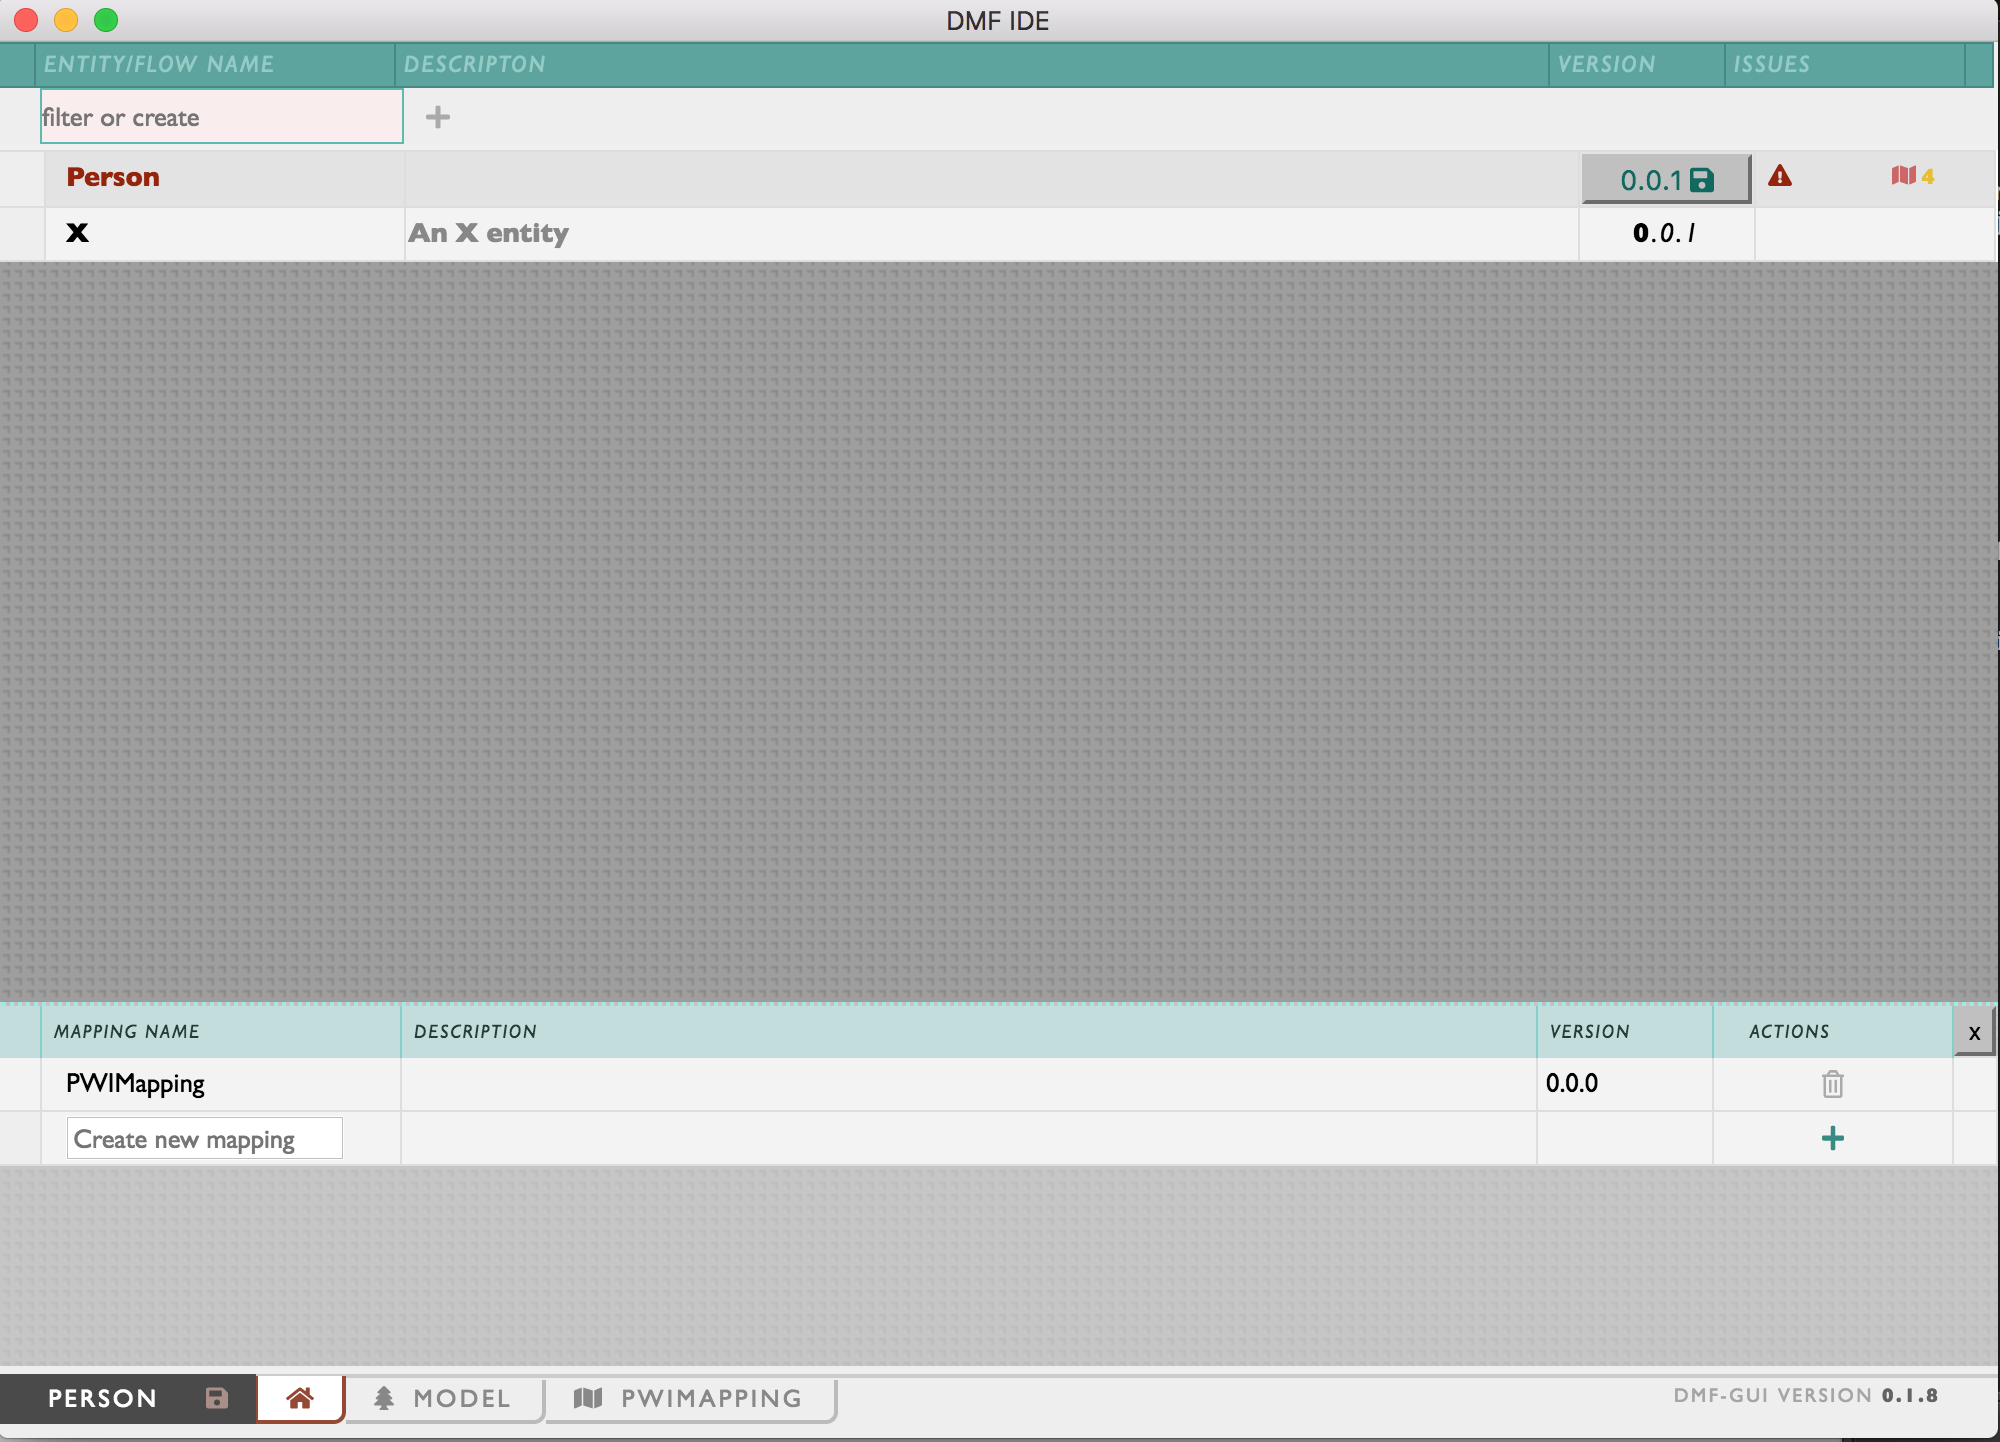 DMF IDE
ENTITY/FLOW NAME DESCRIPTON VERSION ISSUES
filter or create
Person 0.0.1 4
X An X entity 0.0.1
MAPPING NAME DESCRIPTION VERSION ACTIONS x
PWIMapping 0.0.0
Create new mapping
PERSON MODEL PWIMAPPING DMF-GUI VERSION 0.1.8